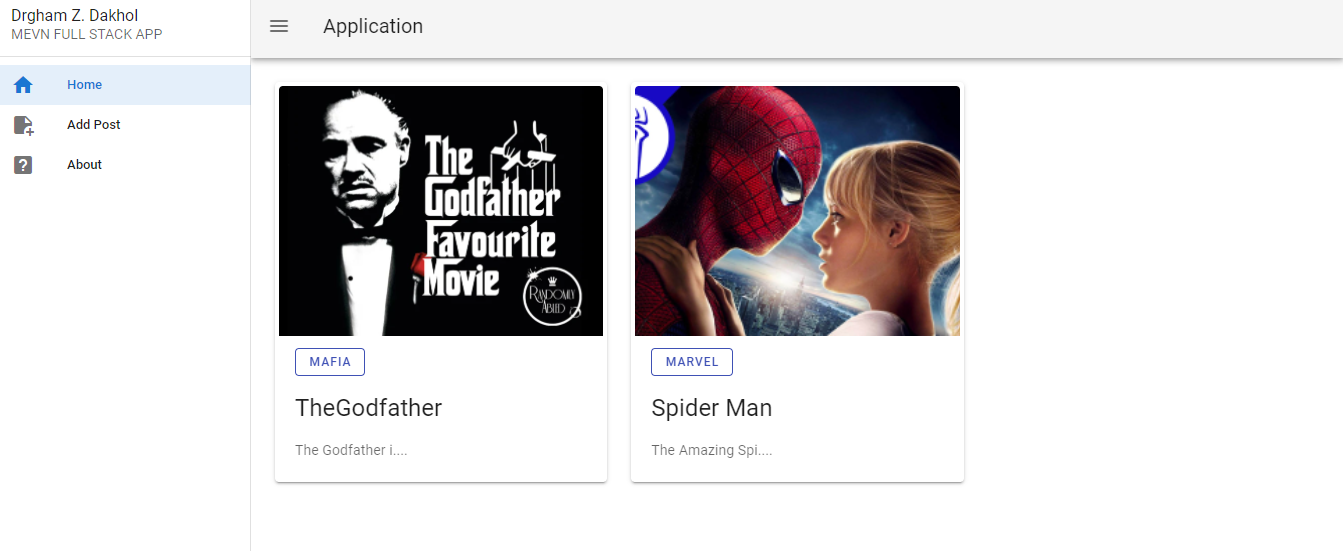 Drgham Z. Dakhol
MEVN FULL STACK APP
Home
Add Post
About
Application
The
Godfather
Favourite
Movie
RANDOMLY
ABLED
MAFIA
TheGodfather
The Godfather i....
MARVEL
Spider Man
The Amazing Spi....